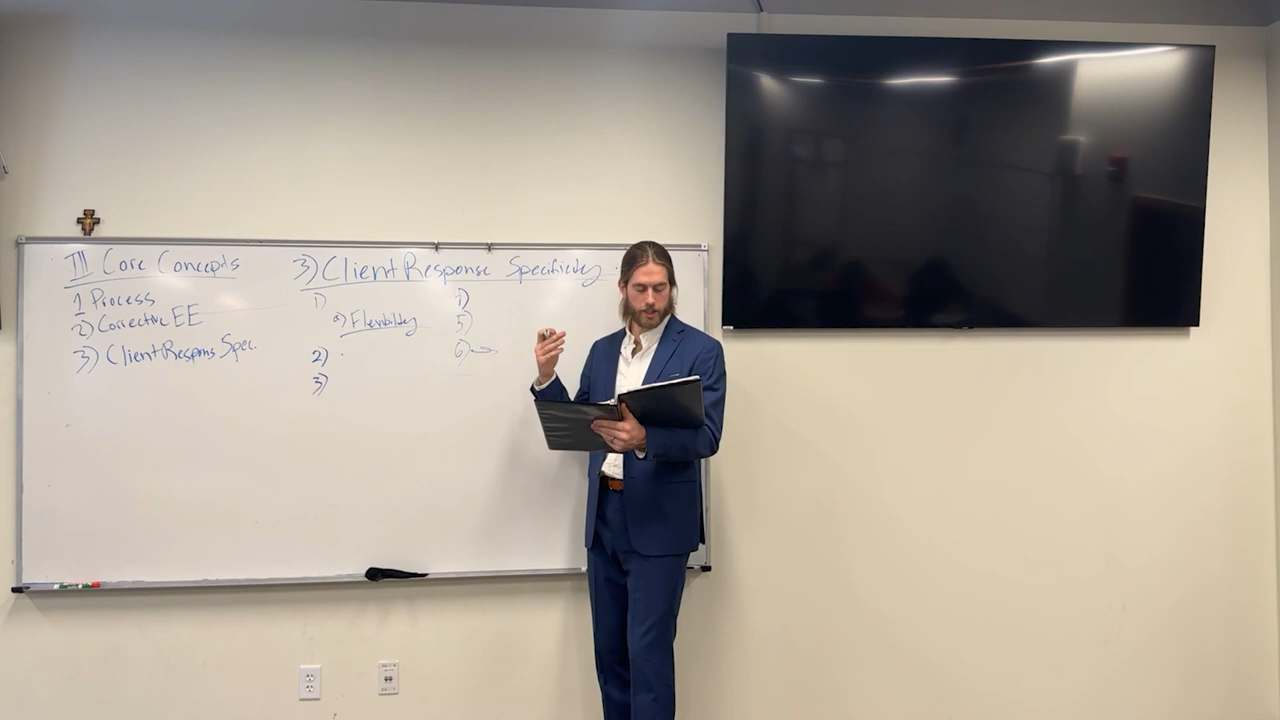 III Core Concepts
1 Process
2) Corrective EE
3) Client Respons Spec.
3) Client Response Specificity
1)
a) Flexibility
2)
3)
4)
5)
6)